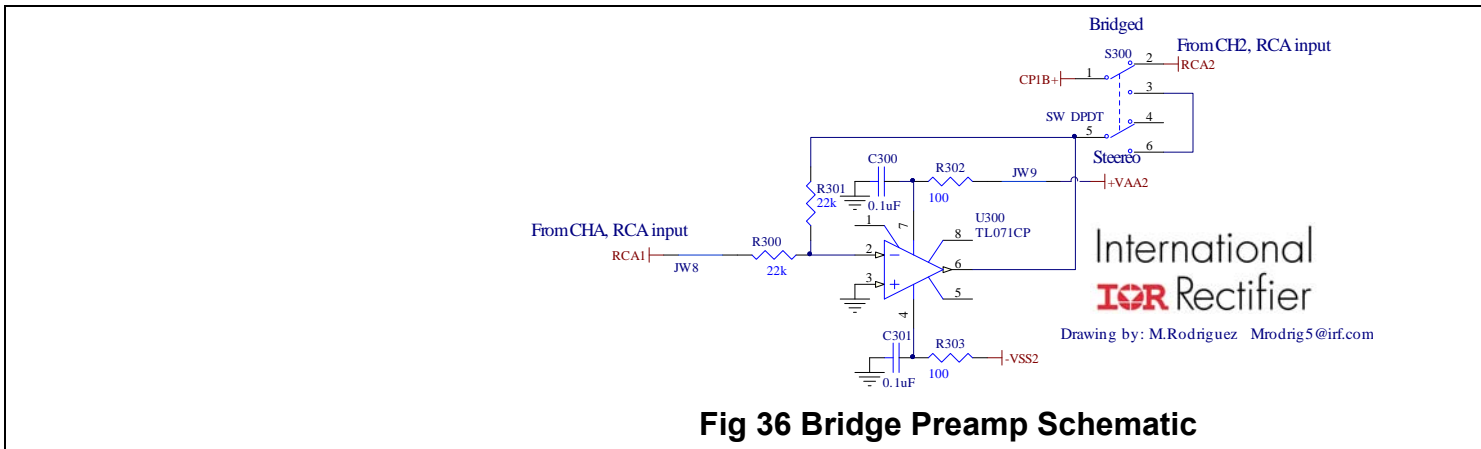 Bridged
From CH2, RCA input
S300
2
RCA2
1
CP1B+
3
SW DPDT
4
5
6
Steereo
C300
R302
JW9
+VAA2
0.1uF
100
R301
22k
1
7
U300
TL071CP
8
From CHA, RCA input
RCA1
JW8
R300
22k
2
6
3
5
4
International
IOR Rectifier
Drawing by: M.Rodriguez Mrodrig5@irf.com
C301
R303
-VSS2
0.1uF
100
Fig 36 Bridge Preamp Schematic